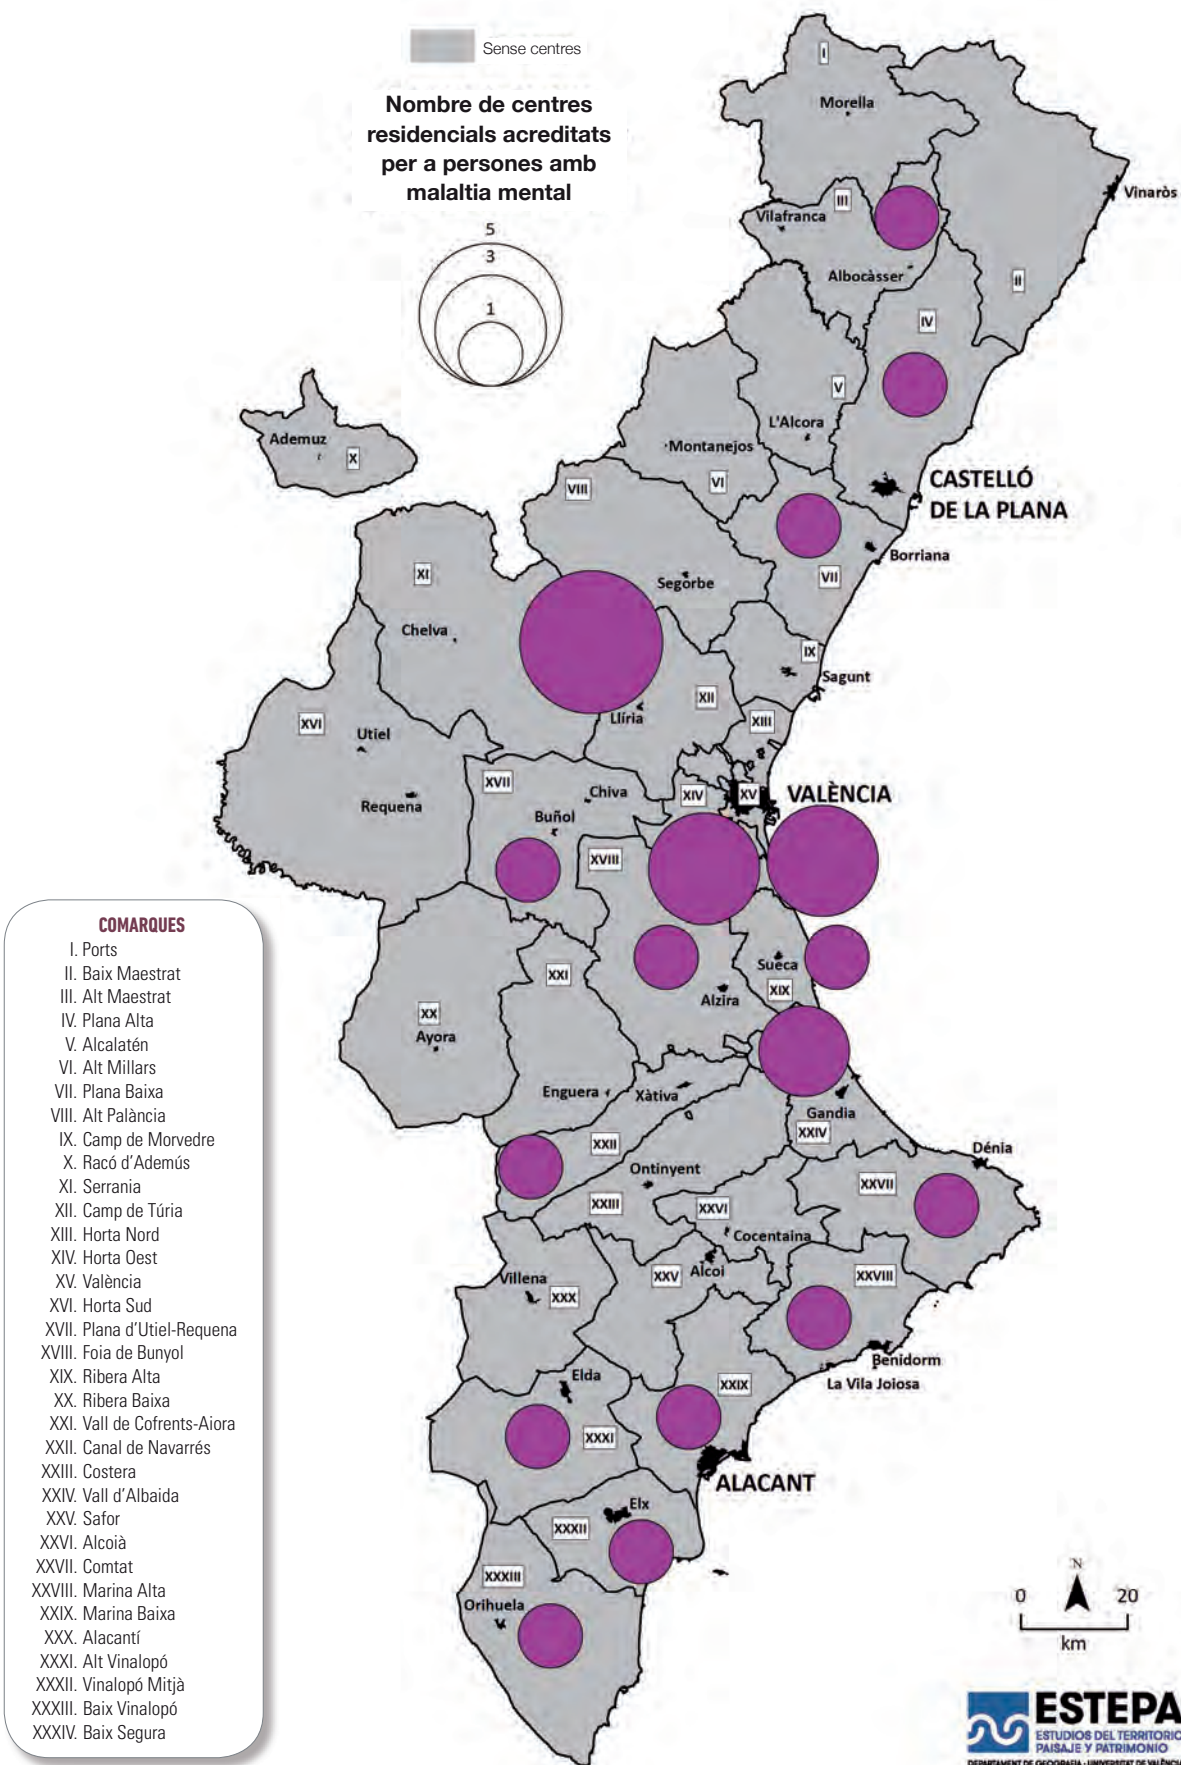 Sense centres
Nombre de centres
residencials acreditats
per a persones amb
malaltia mental
5
3
1
I
Morella
Vinaròs
III
Vilafranca
Albocàsser
II
IV
V
L'Alcora
Ademuz
X
Montanejos
VI
VIII
CASTELLÓ
DE LA PLANA
Borriana
VII
XI
Segorbe
Chelva
IX
Sagunt
XII
Llíria
XIII
XVI
Utiel
Requena
XVII
Chiva
XIV
XV
VALÈNCIA
Buñol
XVIII
Sueca
XXI
XIX
Alzira
XX
Ayora
Enguera
Xàtiva
Gandia
XXIV
XXII
Dénia
Ontinyent
XXVII
XXIII
XXVI
Cocentaina
XXV
Alcoi
XXVIII
Villena
XXX
Benidorm
La Vila Joiosa
Elda
XXIX
XXXI
ALACANT
Elx
XXXII
XXXIII
Orihuela
COMARQUES
I. Ports
II. Baix Maestrat
III. Alt Maestrat
IV. Plana Alta
V. Alcalatén
VI. Alt Millars
VII. Plana Baixa
VIII. Alt Palància
IX. Camp de Morvedre
X. Racó d'Ademús
XI. Serrania
XII. Camp de Túria
XIII. Horta Nord
XIV. Horta Oest
XV. València
XVI. Horta Sud
XVII. Plana d'Utiel-Requena
XVIII. Foia de Bunyol
XIX. Ribera Alta
XX. Ribera Baixa
XXI. Vall de Cofrents-Aiora
XXII. Canal de Navarrés
XXIII. Costera
XXIV. Vall d'Albaida
XXV. Safor
XXVI. Alcoià
XXVII. Comtat
XXVIII. Marina Alta
XXIX. Marina Baixa
XXX. Alacantí
XXXI. Alt Vinalopó
XXXII. Vinalopó Mitjà
XXXIII. Baix Vinalopó
XXXIV. Baix Segura
N
0 20
km
ESTEPA
ESTUDIOS DEL TERRITORIO
PAISAJE Y PATRIMONIO
DEPARTAMENT DE GEOGRAFIA - UNIVERSITAT DE VALÈNCIA